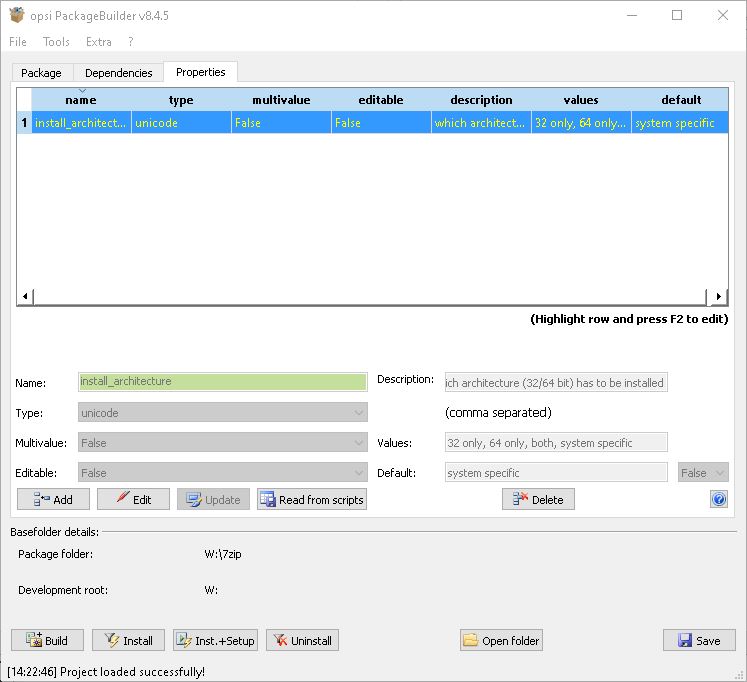 opsi PackageBuilder v8.4.5
File Tools Extra ?
Package Dependencies Properties
name type multivalue editable description values default
1 install_architect... unicode False False which architect... 32 only, 64 only... system specific
(Highlight row and press F2 to edit)
Name: install_architecture Description: ich architecture (32/64 bit) has to be installed
Type: unicode (comma separated)
Multivalue: False Values: 32 only, 64 only, both, system specific
Editable: False Default: system specific False
Add Edit Update Read from scripts Delete ?
Basefolder details:
Package folder: W:\7zip
Development root: W:
Build Install Inst.+Setup Uninstall Open folder Save
[14:22:46] Project loaded successfully!